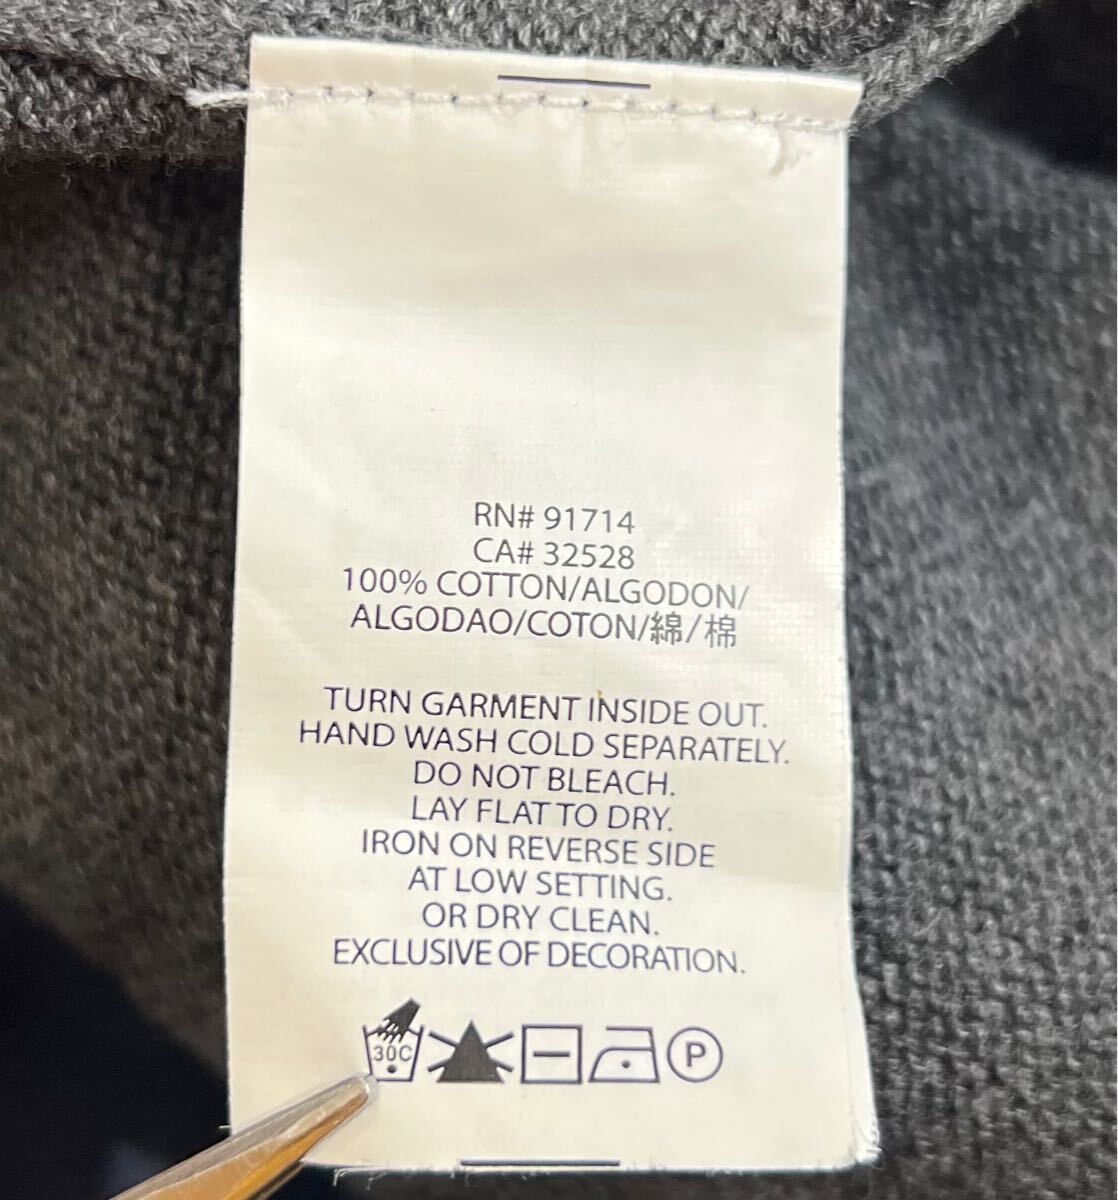 RN# 91714
CA# 32528
100% COTTON/ALGODON/
ALGODAO/COTON/綿/棉
TURN GARMENT INSIDE OUT.
HAND WASH COLD SEPARATELY.
DO NOT BLEACH.
LAY FLAT TO DRY.
IRON ON REVERSE SIDE
AT LOW SETTING.
OR DRY CLEAN.
EXCLUSIVE OF DECORATION.
30C
P